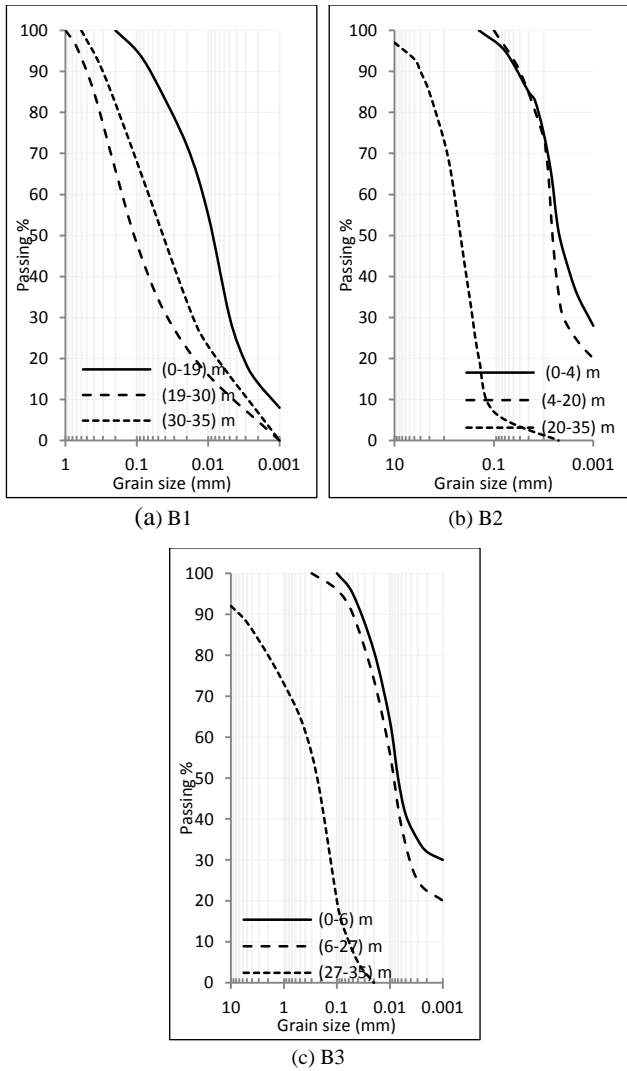 100
90
80
70
60
50
40
30
20
10
0
Passing %
(0-19) m
(19-30) m
(30-35) m
1 0.1 0.01 0.001
Grain size (mm)
(a) B1
100
90
80
70
60
50
40
30
20
10
0
Passing %
(0-4) m
(4-20) m
(20-35) m
10 0.1 0.001
Grain size (mm)
(b) B2
100
90
80
70
60
50
40
30
20
10
0
Passing %
(0-6) m
(6-27) m
(27-35) m
10 1 0.1 0.01 0.001
Grain size (mm)
(c) B3